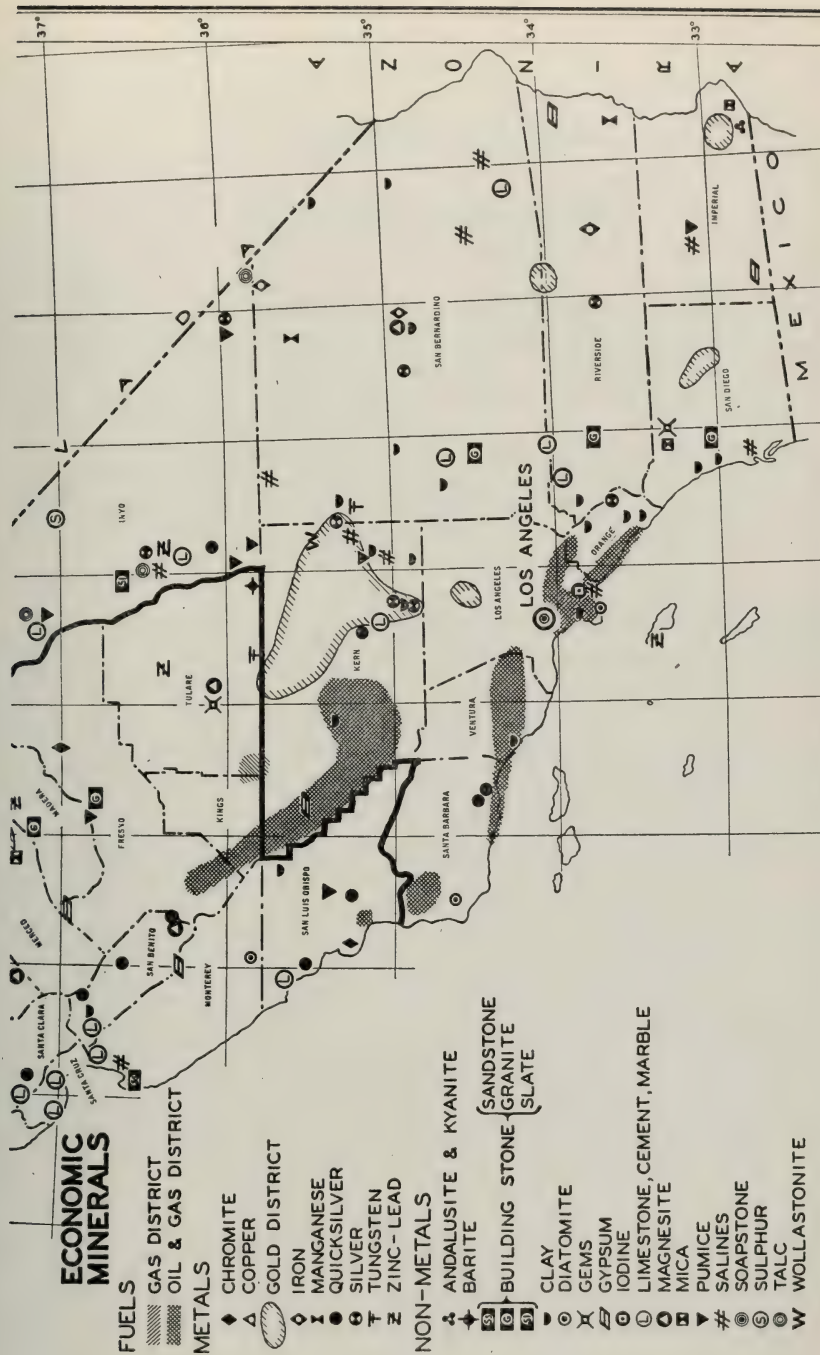 ECONOMIC
MINERALS
FUELS
GAS DISTRICT
OIL & GAS DISTRICT
METALS
CHROMITE
COPPER
GOLD DISTRICT
IRON
MANGANESE
QUICKSILVER
SILVER
TUNGSTEN
ZINC-LEAD
NON-METALS
ANDALUSITE & KYANITE
BARITE
BUILDING STONE
SANDSTONE
G GRANITE
SLATE
CLAY
DIATOMITE
GEMS
GYPSUM
IODINE
L LIMESTONE, CEMENT, MARBLE
MAGNESITE
MICA
PUMICE
SALINES
SOAPSTONE
S SULPHUR
TALC
W WOLLASTONITE
SANTA CLARA
SANTA CRUZ
MERCED
MADERA
FRESNO
SAN BENITO
MONTEREY
KINGS
TULARE
INYO
SAN LUIS OBISPO
KERN
SAN BERNARDINO
SANTA BARBARA
VENTURA
LOS ANGELES
LOS ANGELES
ORANGE
RIVERSIDE
SAN DIEGO
IMPERIAL
MEXICO
ARIZONA
37°
36°
35°
34°
33°